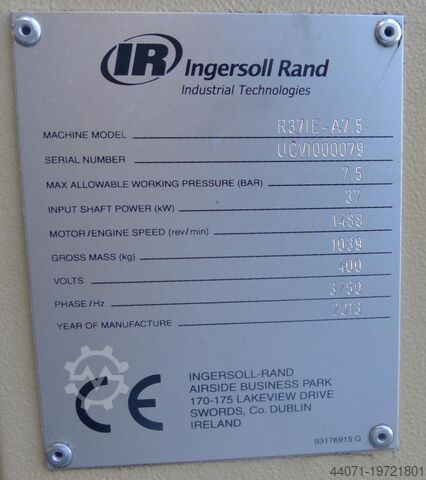 IR Ingersoll Rand
Industrial Technologies
MACHINE MODEL R37IE-A7.5
SERIAL NUMBER UCV1000079
MAX ALLOWABLE WORKING PRESSURE (BAR) 7.5
INPUT SHAFT POWER (kW) 37
MOTOR/ENGINE SPEED (rev/min) 1488
GROSS MASS (kg) 1039
VOLTS 400
PHASE/Hz 3/50
YEAR OF MANUFACTURE 2013
CE
INGERSOLL-RAND
AIRSIDE BUSINESS PARK
170-175 LAKEVIEW DRIVE
SWORDS, Co. DUBLIN
IRELAND
93176915 G
44071-19721801